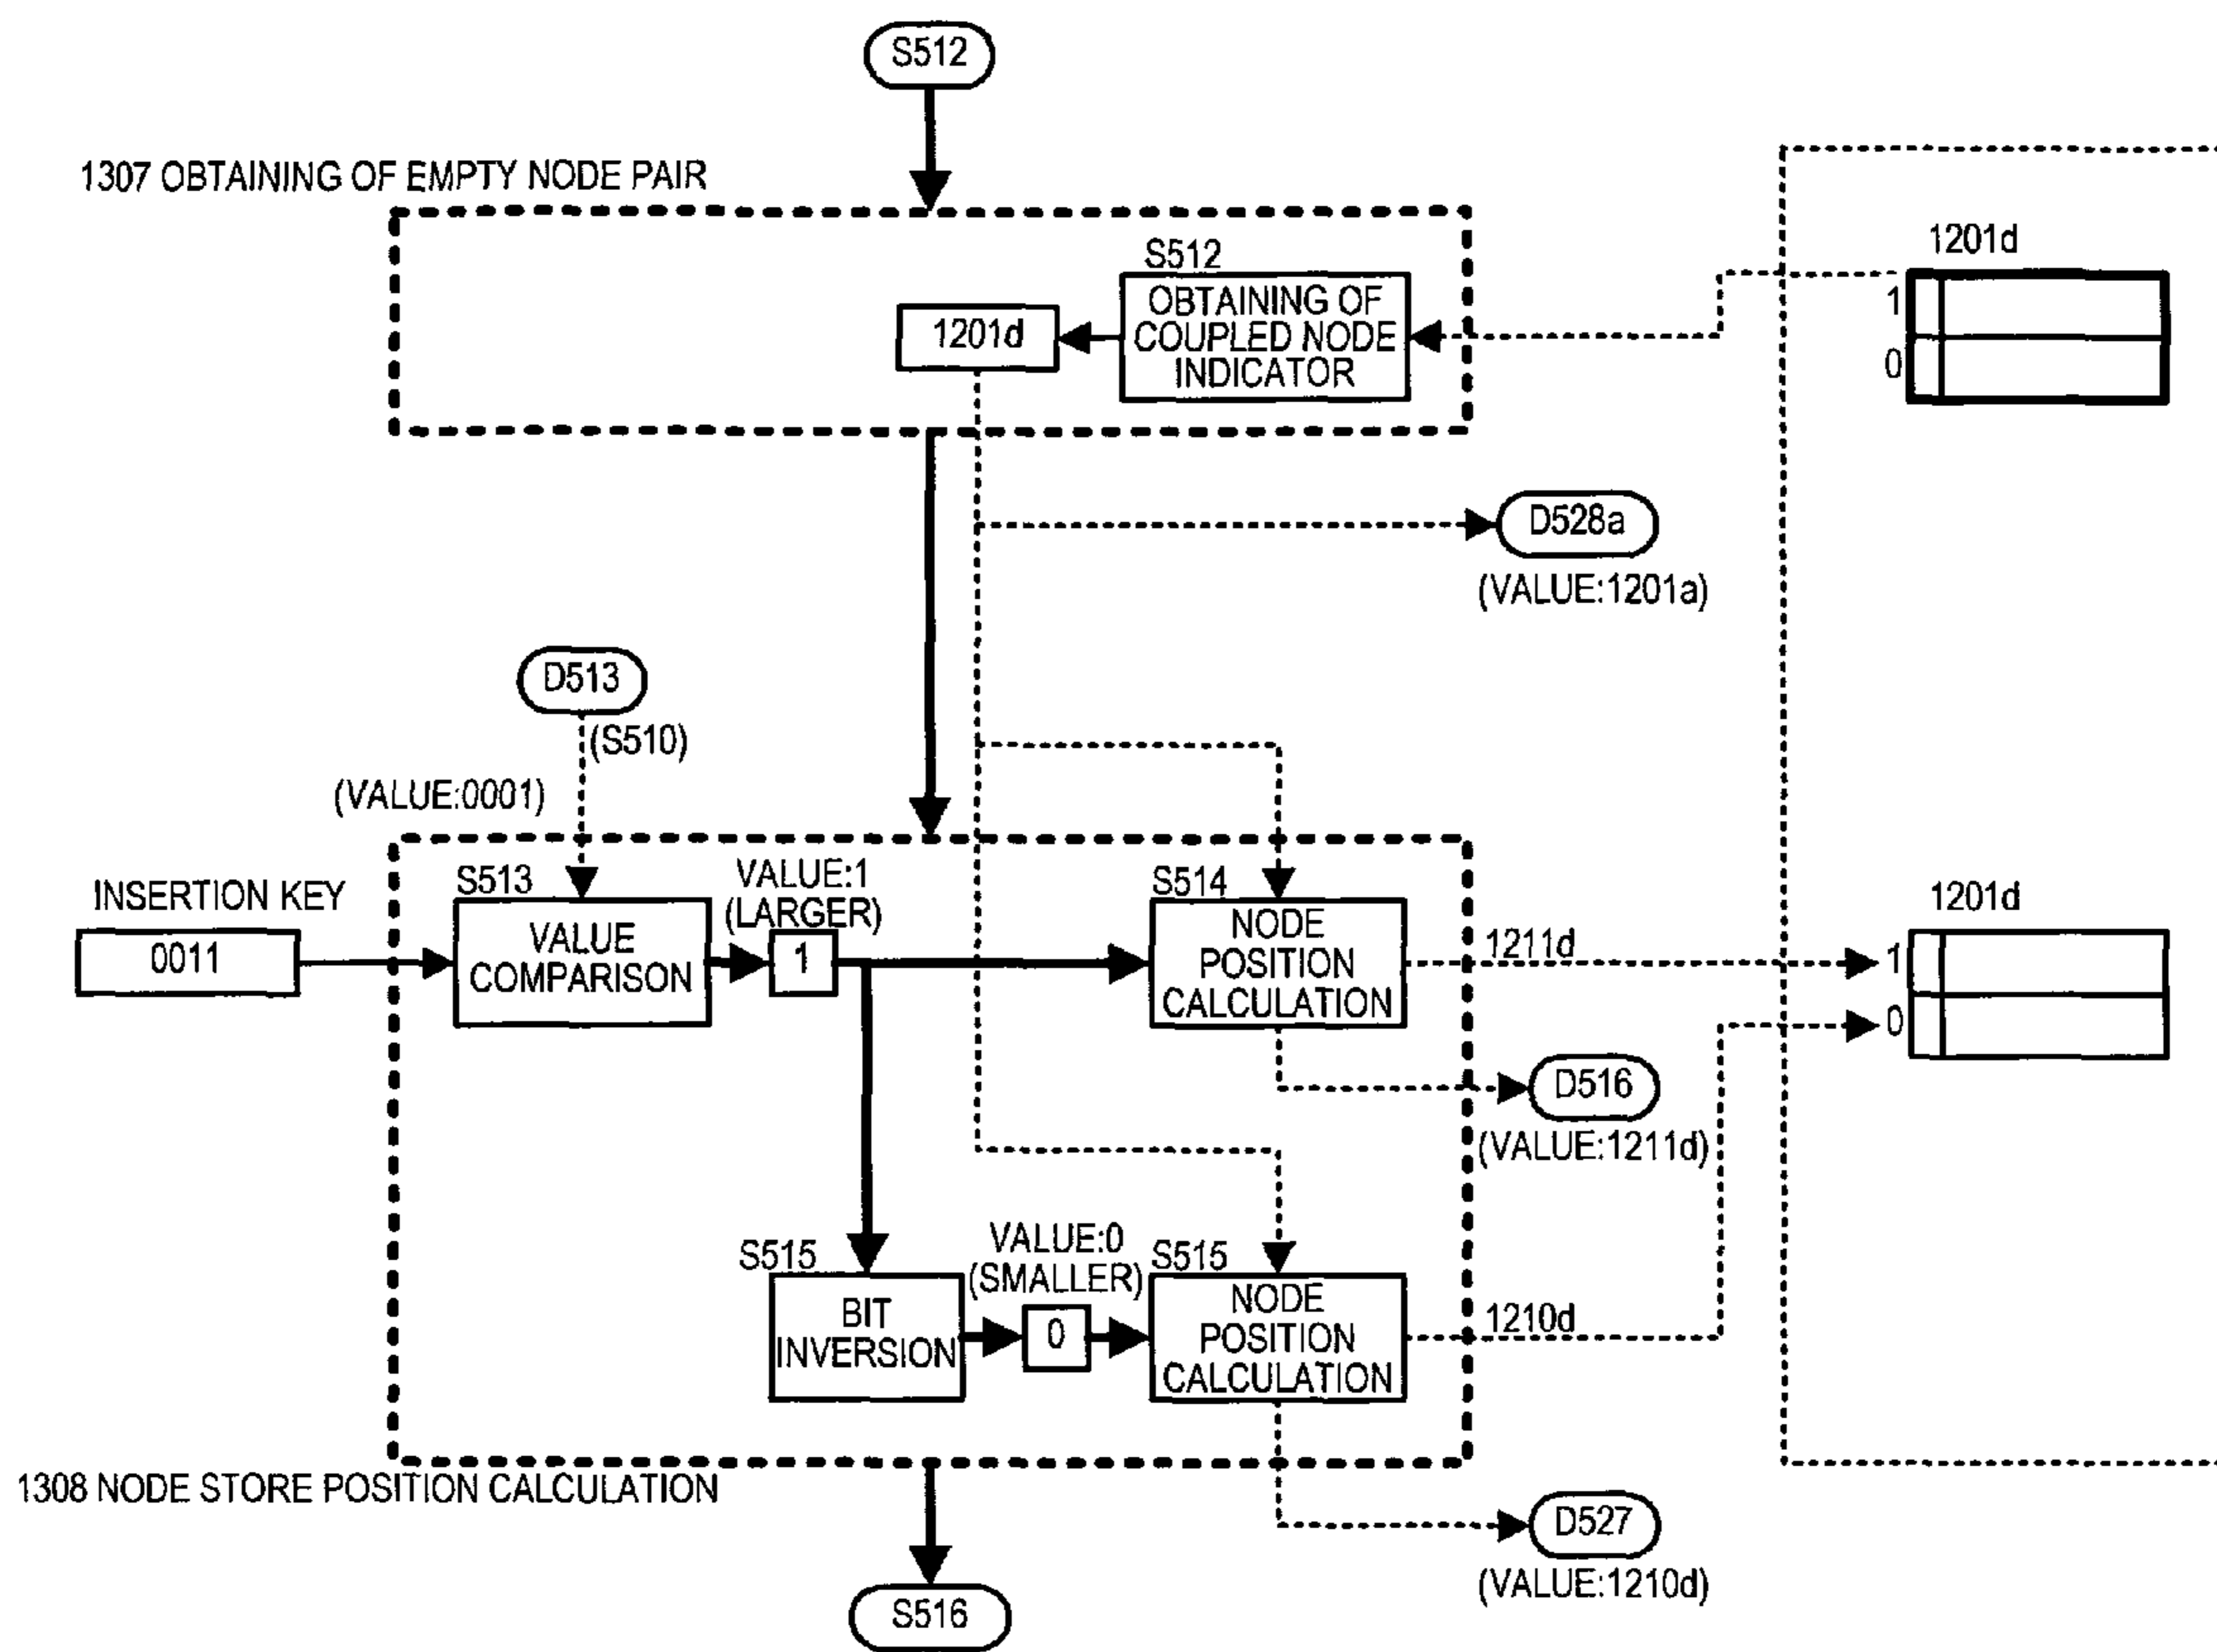 S512
1307 OBTAINING OF EMPTY NODE PAIR
S512
OBTAINING OF
COUPLED NODE
INDICATOR
1201d
1201d
1
0
D528a
(VALUE:1201a)
D513
(S510)
(VALUE:0001)
INSERTION KEY
0011
S513
VALUE
COMPARISON
VALUE:1
(LARGER)
1
S514
NODE
POSITION
CALCULATION
1211d
1201d
1
0
D516
(VALUE:1211d)
S515
BIT
INVERSION
VALUE:0
(SMALLER)
0
S515
NODE
POSITION
CALCULATION
1210d
1308 NODE STORE POSITION CALCULATION
D527
(VALUE:1210d)
S516